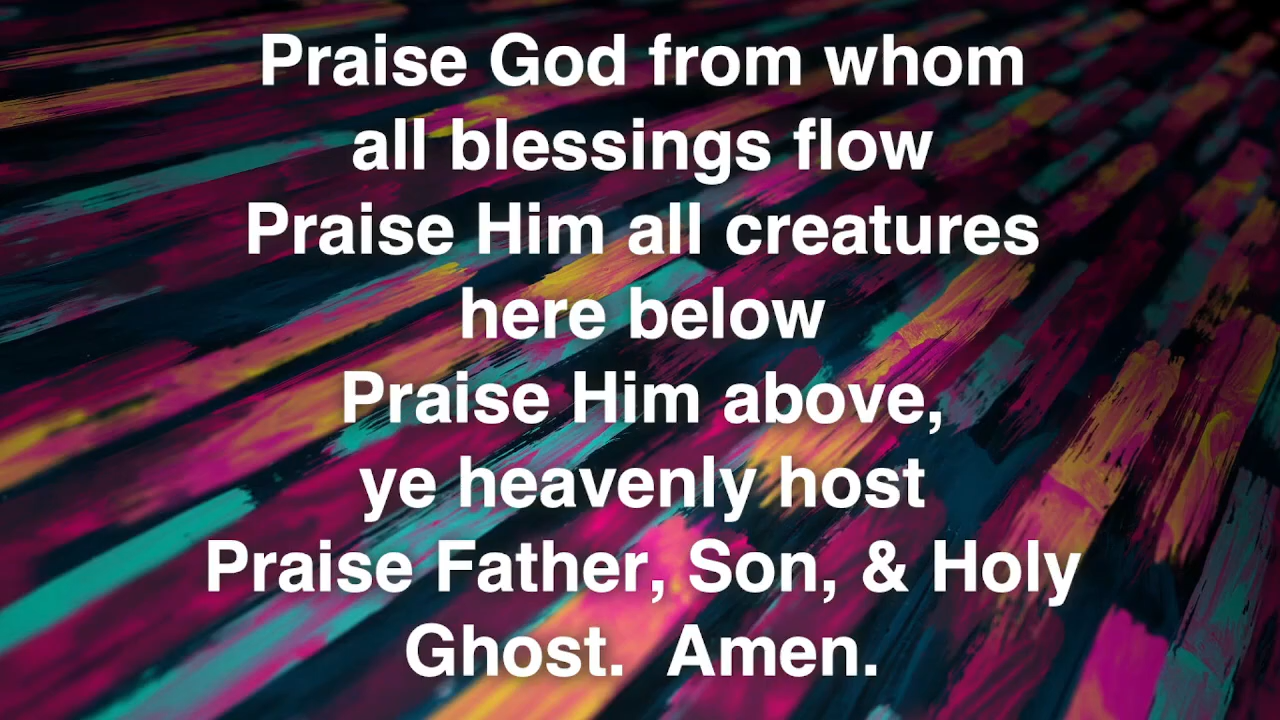 Praise God from whom
all blessings flow
Praise Him all creatures
here below
Praise Him above,
ye heavenly host
Praise Father, Son, & Holy
Ghost.  Amen.